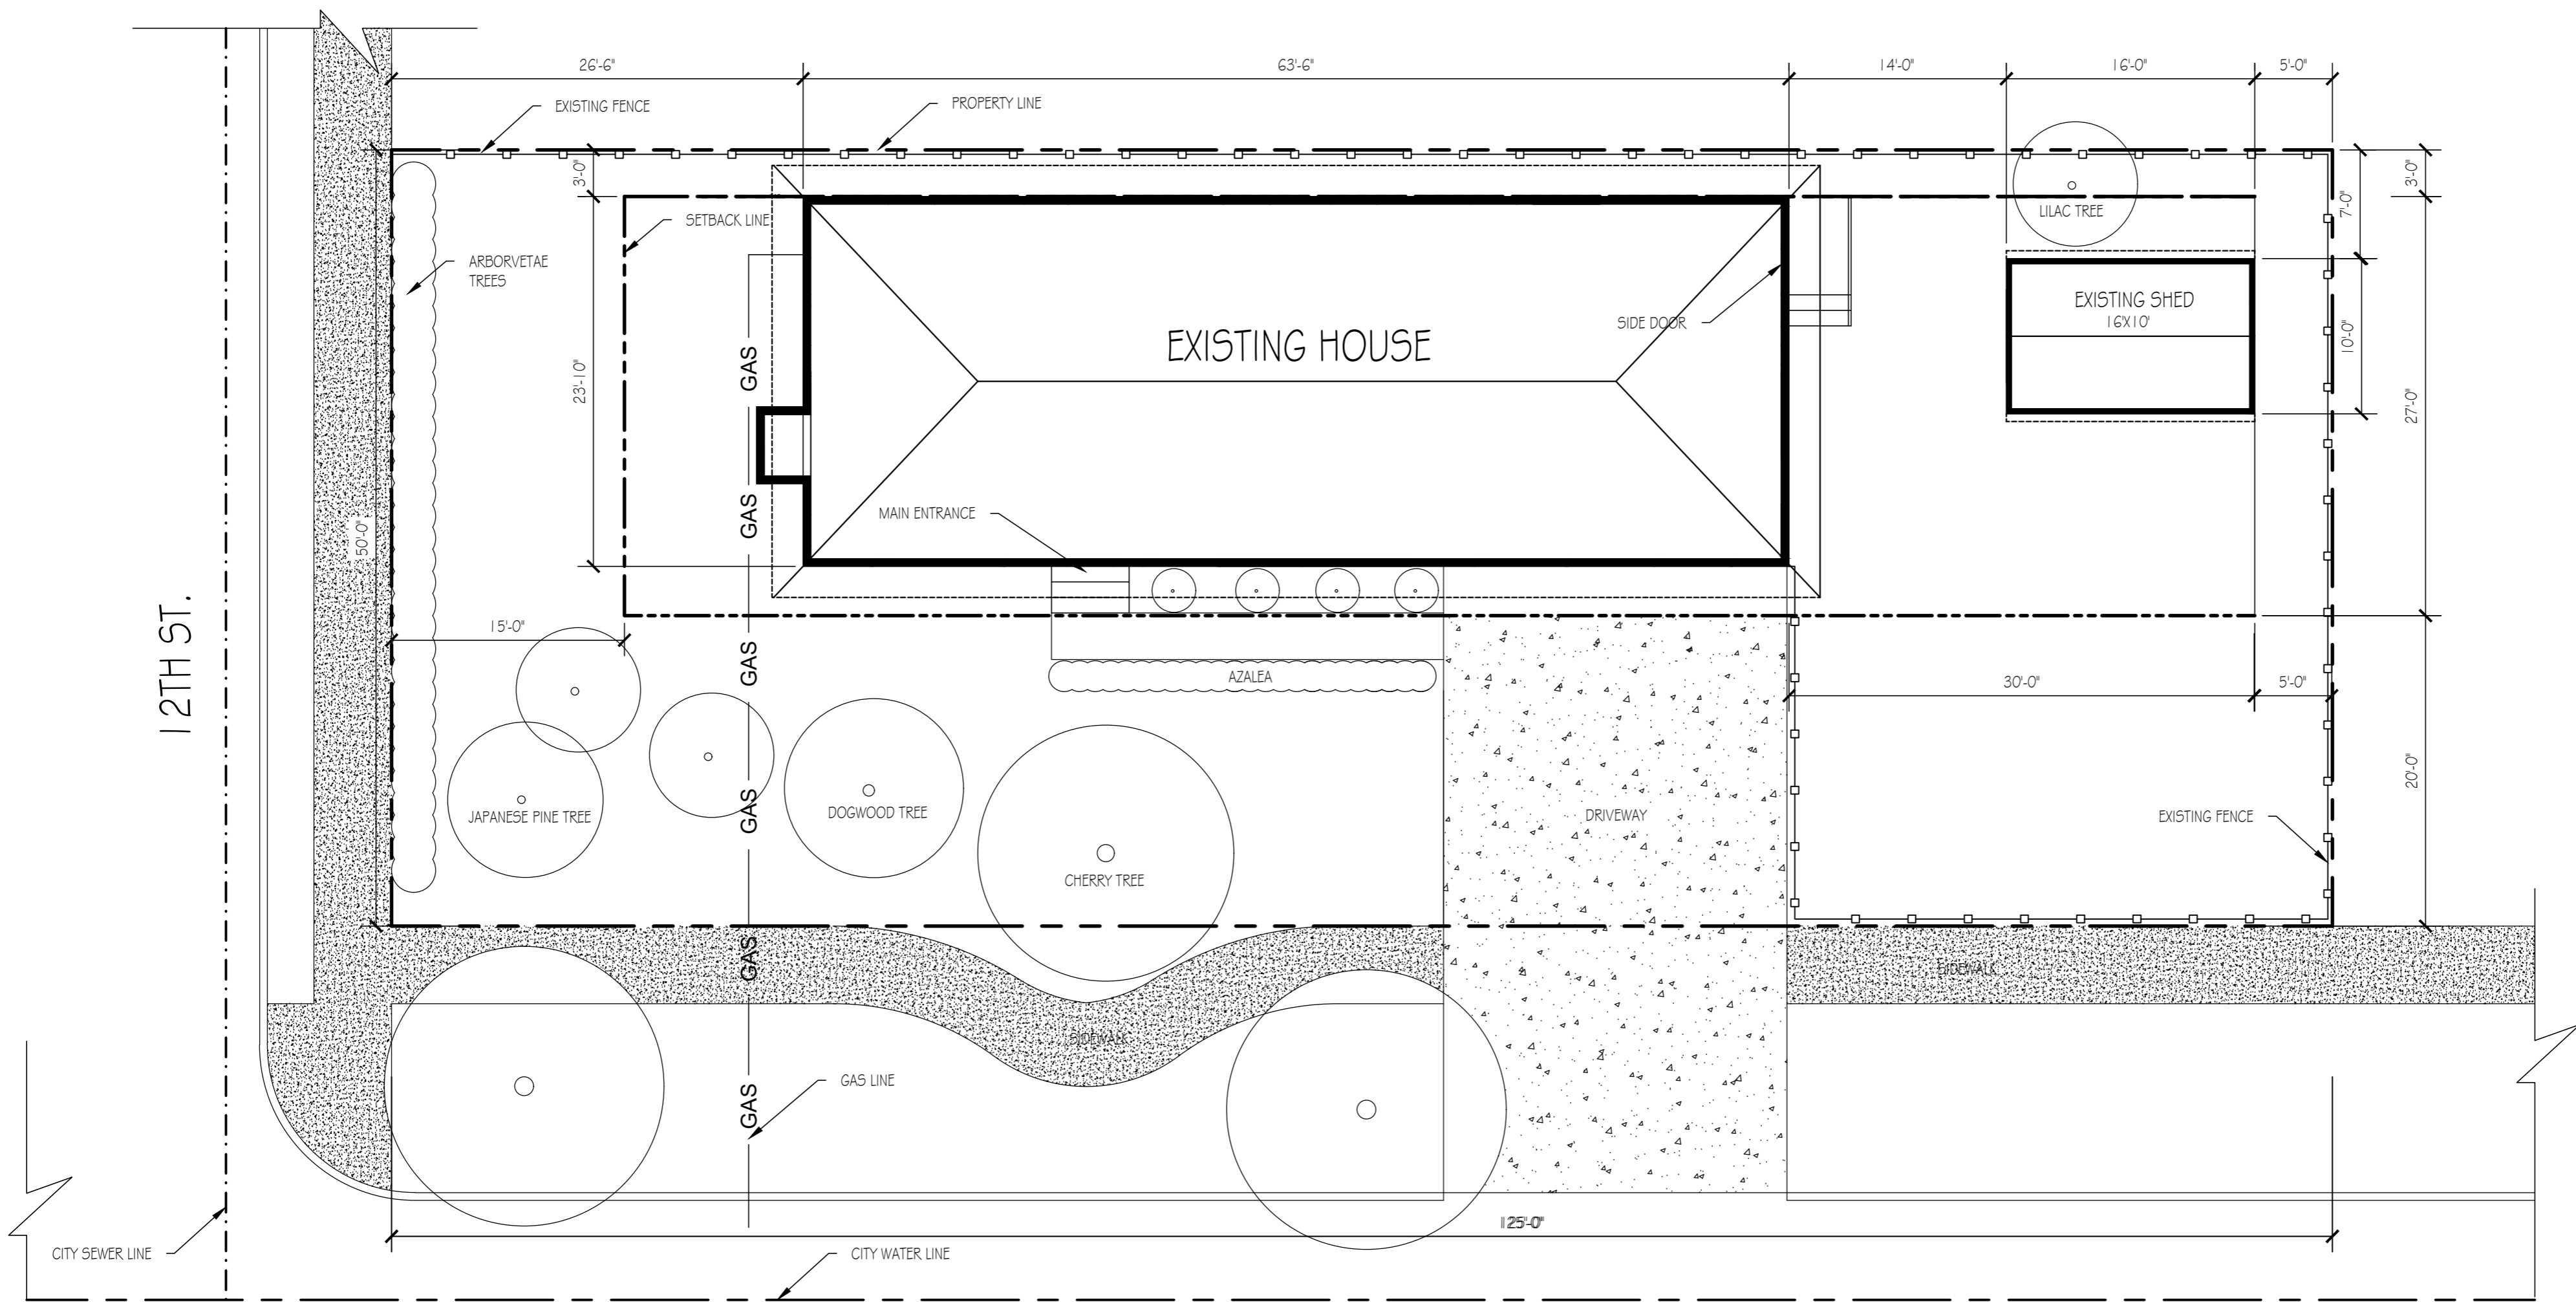 26'-6"
63'-6"
14'-0"
16'-0"
5'-0"
EXISTING FENCE
PROPERTY LINE
3'-0"
3'-0"
7'-0"
SETBACK LINE
LILAC TREE
ARBORVETAE
TREES
EXISTING SHED
16'X10'
SIDE DOOR
EXISTING HOUSE
10'-0"
GAS
23'-10"
27'-0"
MAIN ENTRANCE
GAS
50'-0"
12TH ST.
15'-0"
GAS
AZALEA
30'-0"
5'-0"
20'-0"
JAPANESE PINE TREE
GAS
DOGWOOD TREE
DRIVEWAY
EXISTING FENCE
CHERRY TREE
GAS
SIDEWALK
SIDEWALK
GAS LINE
GAS
125'-0"
CITY SEWER LINE
CITY WATER LINE